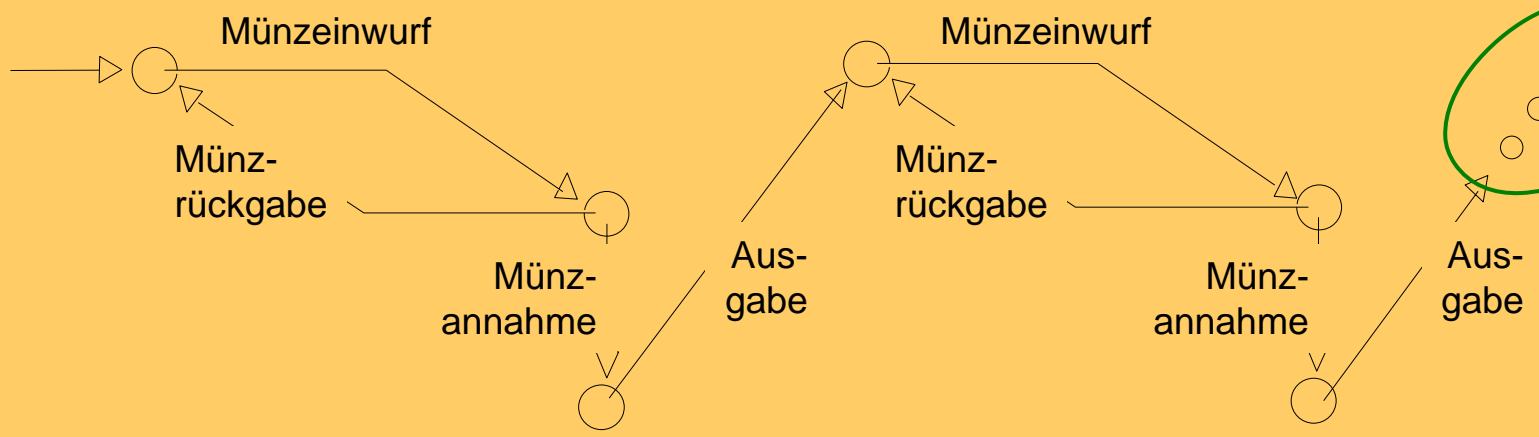 Münzeinwurf
Münz-
rückgabe
Münz-
annahme
Aus-
gabe
Münzeinwurf
Münz-
rückgabe
Münz-
annahme
Aus-
gabe